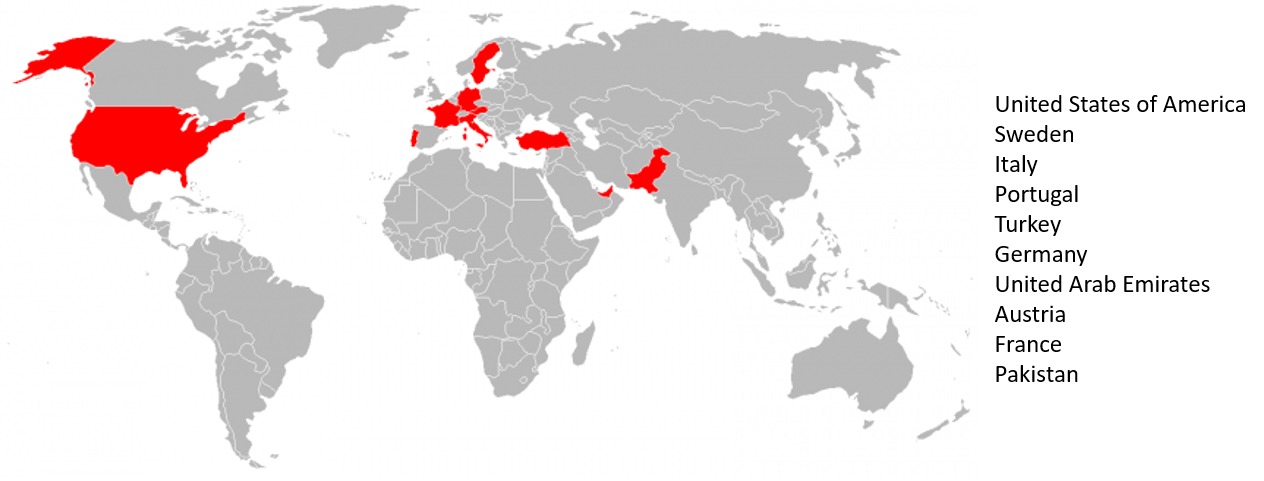 United States of America
Sweden
Italy
Portugal
Turkey
Germany
United Arab Emirates
Austria
France
Pakistan